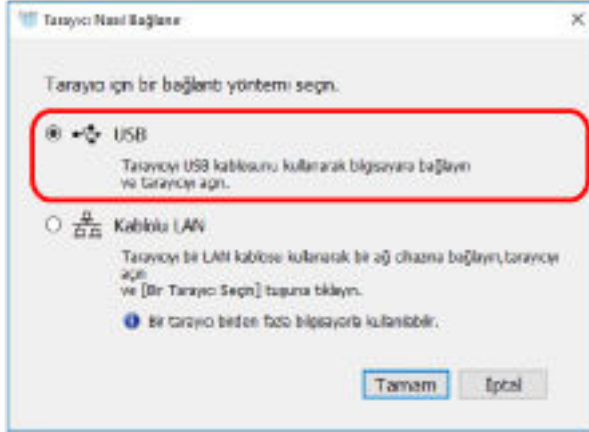 Tarayıcı Nasıl Bağlanır
Tarayıcı için bir bağlantı yöntemi seçin.
USB
Tarayıcıyı USB kablosunu kullanarak bilgisayara bağlayın
ve tarayıcıyı açın.
Kablolu LAN
Tarayıcıyı bir LAN kablosu kullanarak bir ağ cihazına bağlayın,tarayıcıyı
açın
ve [Bir Tarayıcı Seçin] tuşuna tıklayın.
Bir tarayıcı birden fazla bilgisayarla kullanılabilir.
Tamam
İptal